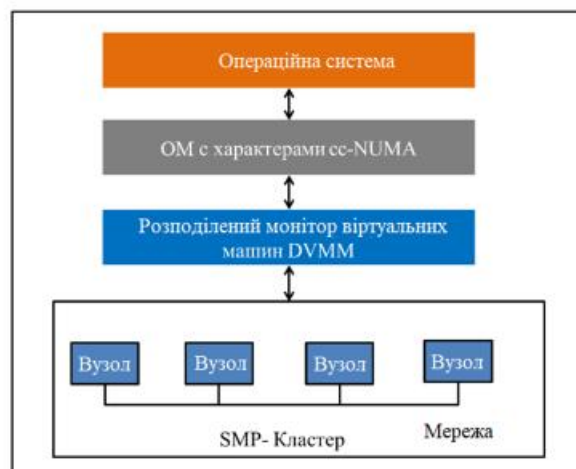 Операційна система
ОМ с характерами cc-NUMA
Розподілений монітор віртуальних
машин DVMM
Вузол Вузол Вузол Вузол
SMP- Кластер Мережа